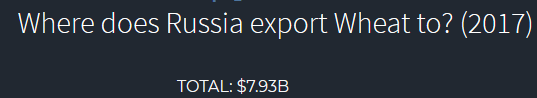 Where does Russia export Wheat to? (2017)
TOTAL: $7.93B